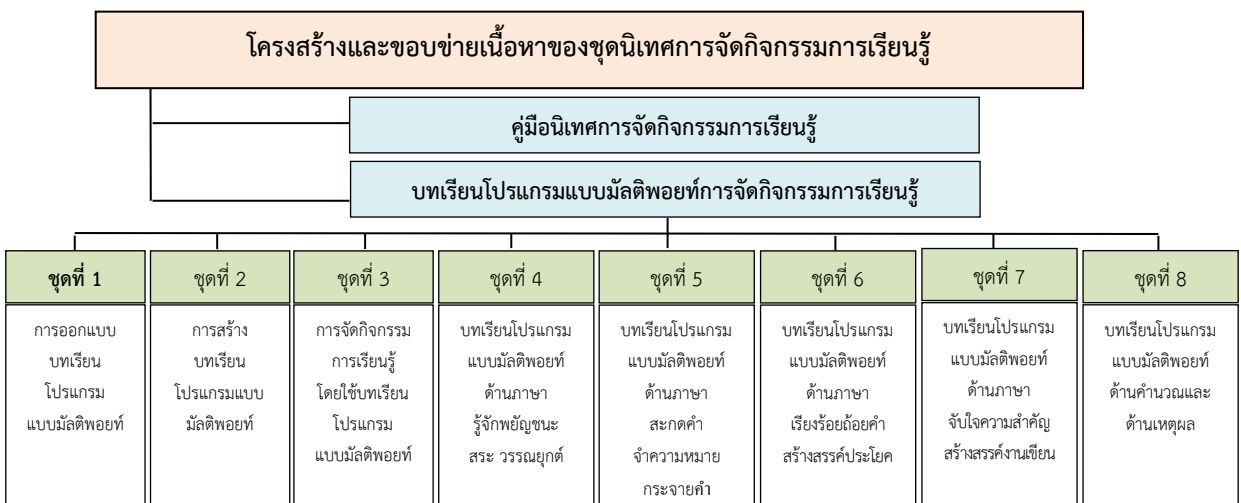 โครงสร้างและขอบข่ายเนื้อหาของชุดนิเทศการจัดกิจกรรมการเรียนรู้
คู่มือนิเทศการจัดกิจกรรมการเรียนรู้
บทเรียนโปรแกรมแบบมัลติพอยท์การจัดกิจกรรมการเรียนรู้
ชุดที่ 1
การออกแบบ
บทเรียน
โปรแกรม
แบบมัลติพอยท์
ชุดที่ 2
การสร้าง
บทเรียน
โปรแกรมแบบ
มัลติพอยท์
ชุดที่ 3
การจัดกิจกรรม
การเรียนรู้
โดยใช้บทเรียน
โปรแกรม
แบบมัลติพอยท์
ชุดที่ 4
บทเรียนโปรแกรม
แบบมัลติพอยท์
ด้านภาษา
รู้จักพยัญชนะ
สระ วรรณยุกต์
ชุดที่ 5
บทเรียนโปรแกรม
แบบมัลติพอยท์
ด้านภาษา
สะกดคำ
จำความหมาย
กระจายคำ
ชุดที่ 6
บทเรียนโปรแกรม
แบบมัลติพอยท์
ด้านภาษา
เรียงร้อยถ้อยคำ
สร้างสรรค์ประโยค
ชุดที่ 7
บทเรียนโปรแกรม
แบบมัลติพอยท์
ด้านภาษา
จับใจความสำคัญ
สร้างสรรค์งานเขียน
ชุดที่ 8
บทเรียนโปรแกรม
แบบมัลติพอยท์
ด้านคำนวณและ
ด้านเหตุผล